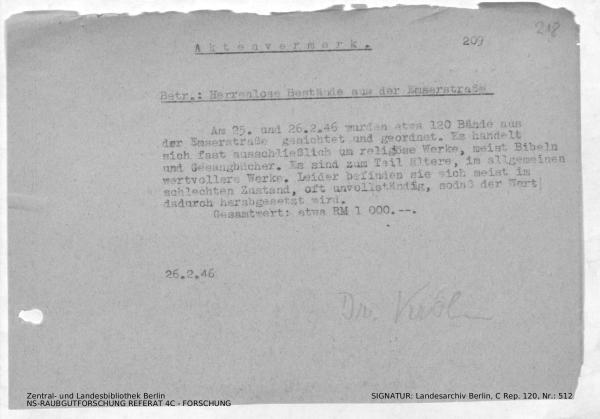 218
Aktenvermark. 209
Betr.: Herrenlose Bestände aus der Emserstraße
Am 25. und 26.2.46 wurden etwa 120 Bände aus
der Emserstraße gesichtet und geordnet. Es handelt
sich fast ausschließlich um religöse Werke, meist Bibeln
und Gesangbücher. Es sind zum Teil ältere, im allgemeinen
wertvollere Werke. Leider befinden sie sich meist im
schlechten Zustand, oft unvollständig, sodaß der Wert
dadurch herabgesetzt wird.
Gesamtwert: etwa RM 1 000.--.
26.2.46
Dr.
Zentral- und Landesbibliothek Berlin
NS-RAUBGUTFORSCHUNG REFERAT 4C - FORSCHUNG
SIGNATUR: Landesarchiv Berlin, C Rep. 120, Nr.: 512